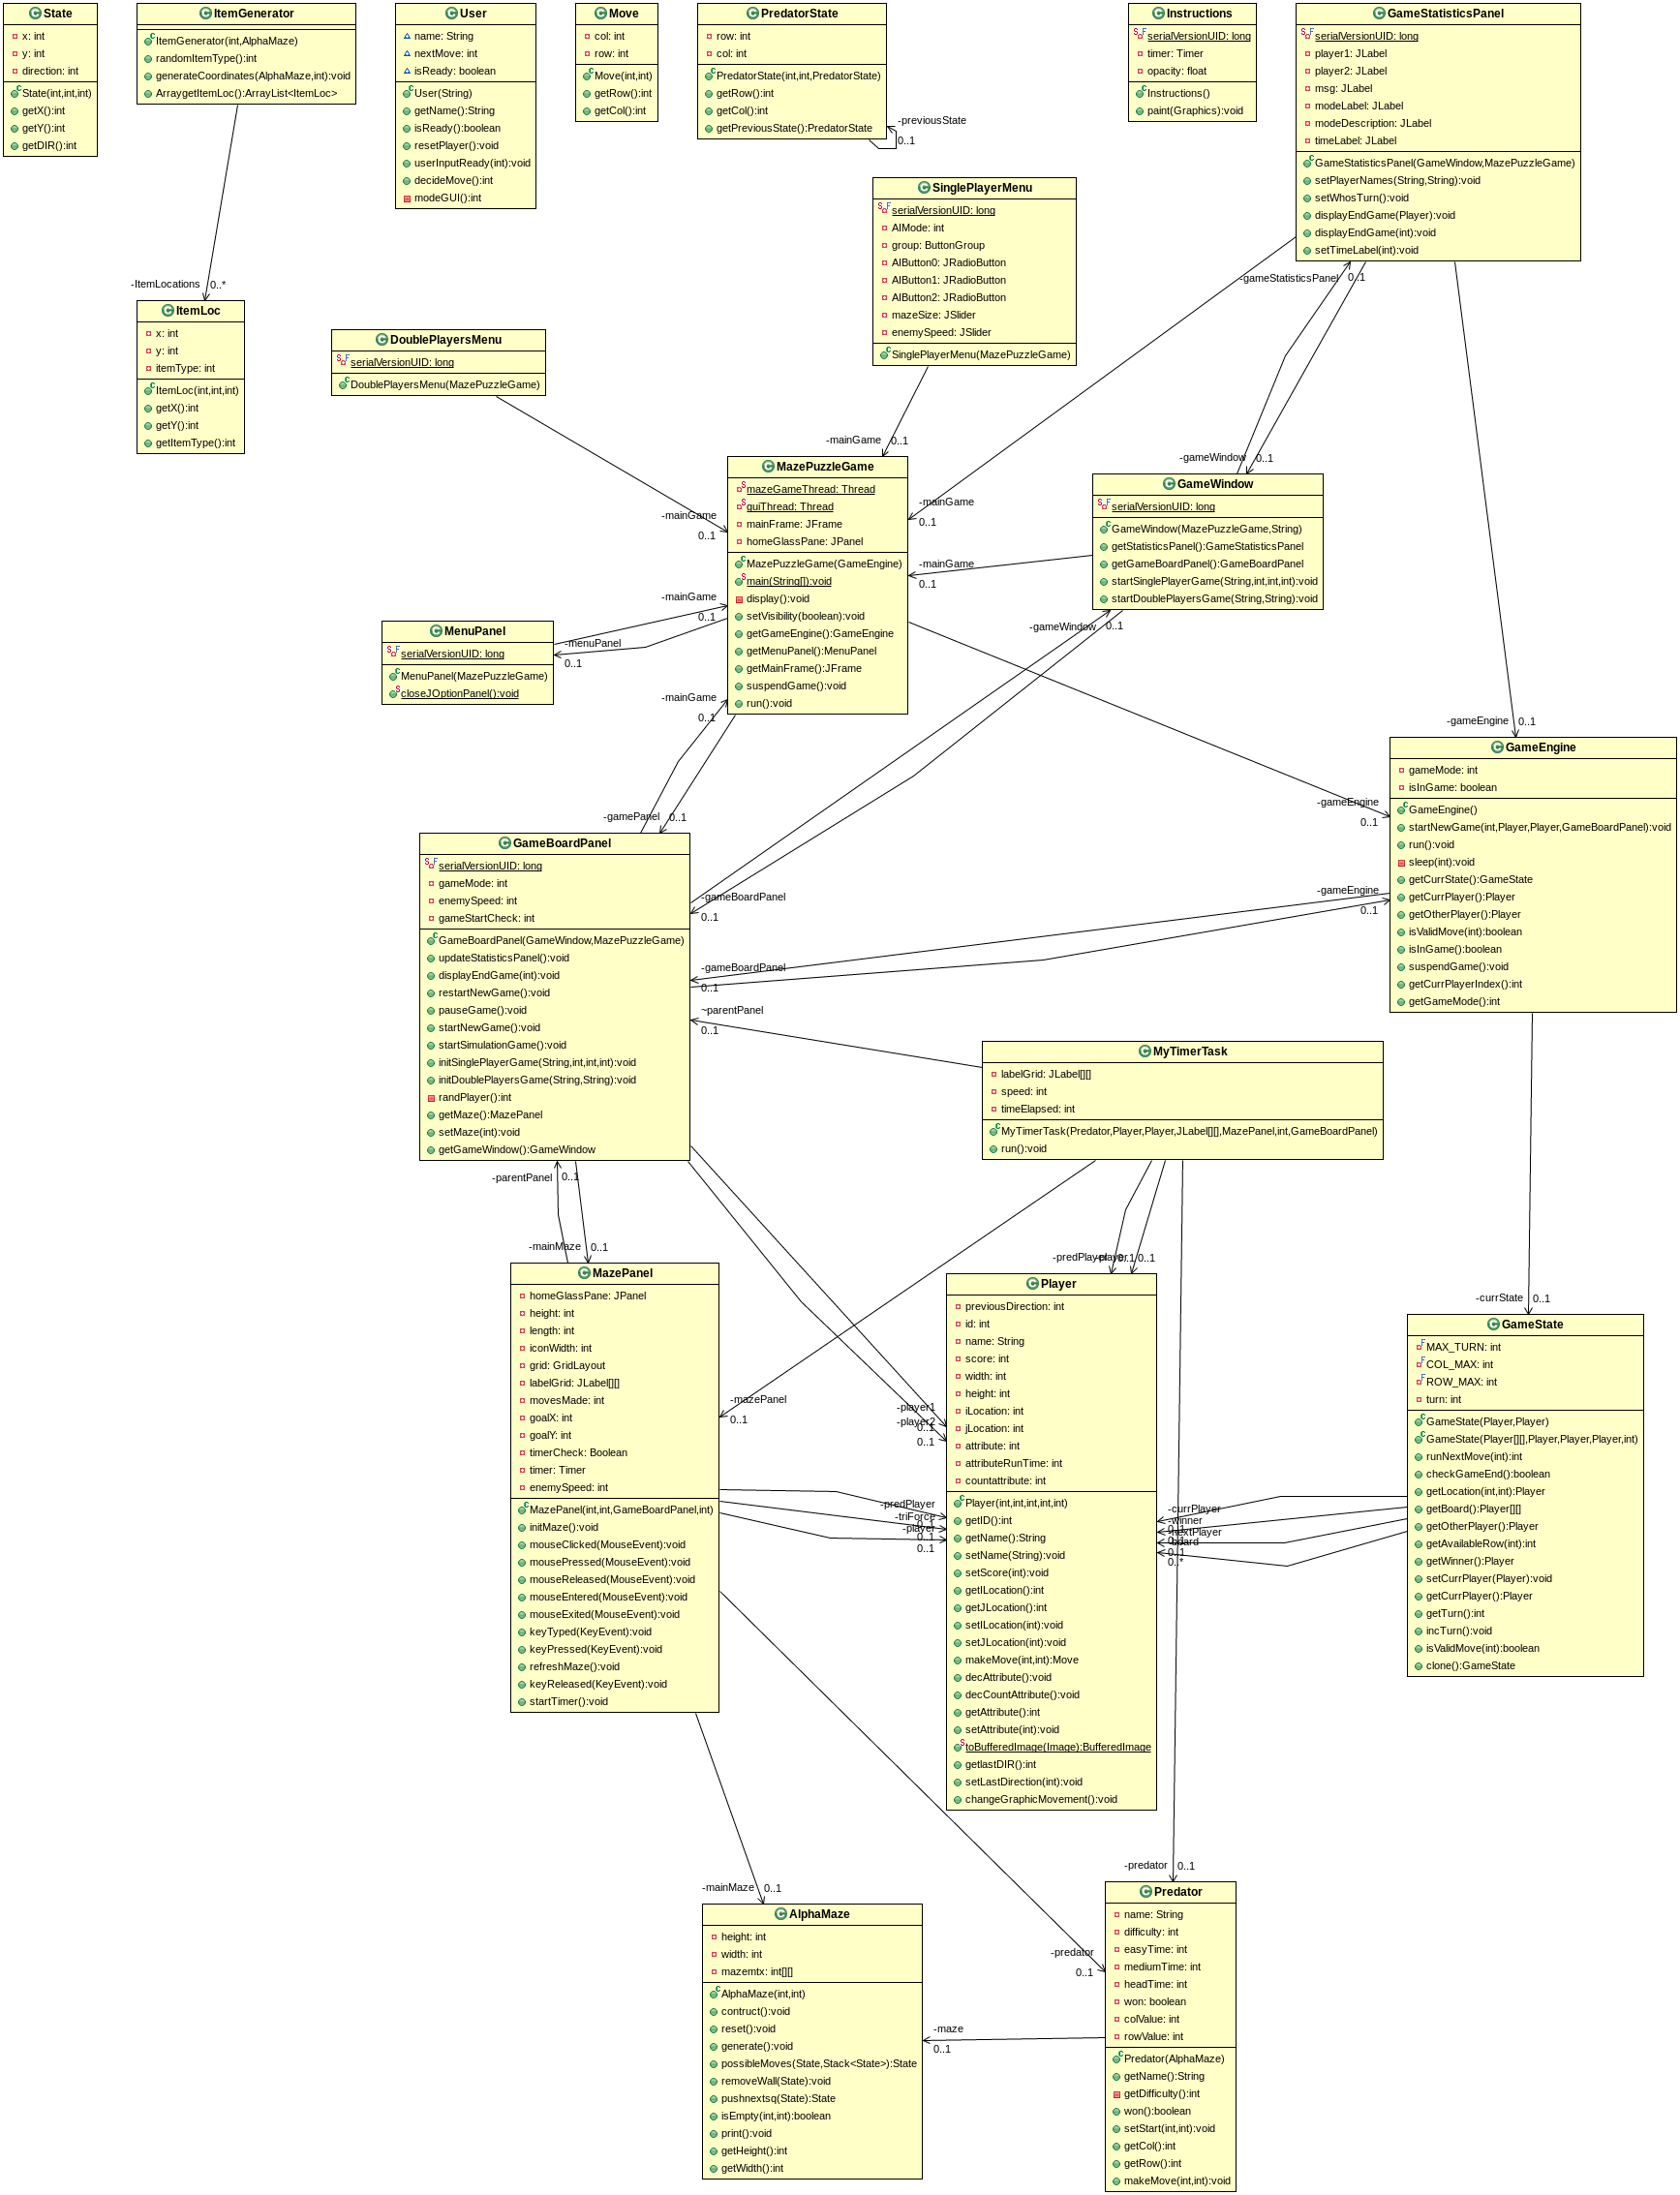 State
x: int
y: int
direction: int
State(int,int,int)
getX():int
getY():int
getDIR():int
ItemGenerator
ItemGenerator(int,AlphaMaze)
randomItemType():int
generateCoordinates(AlphaMaze,int):void
ArraygetItemLoc():ArrayList<ItemLoc>
User
name: String
nextMove: int
isReady: boolean
User(String)
getName():String
isReady():boolean
resetPlayer():void
userInputReady(int):void
decideMove():int
modeGUI():int
Move
col: int
row: int
Move(int,int)
getRow():int
getCol():int
PredatorState
row: int
col: int
PredatorState(int,int,PredatorState)
getRow():int
getCol():int
getPreviousState():PredatorState
-previousState
0..1
Instructions
serialVersionUID: long
timer: Timer
opacity: float
Instructions()
paint(Graphics):void
GameStatisticsPanel
serialVersionUID: long
player1: JLabel
player2: JLabel
msg: JLabel
modeLabel: JLabel
modeDescription: JLabel
timeLabel: JLabel
GameStatisticsPanel(GameWindow,MazePuzzleGame)
setPlayerNames(String,String):void
setWhosTurn():void
displayEndGame(Player):void
displayEndGame(int):void
setTimeLabel(int):void
SinglePlayerMenu
serialVersionUID: long
AIMode: int
group: ButtonGroup
AIButton0: JRadioButton
AIButton1: JRadioButton
AIButton2: JRadioButton
mazeSize: JSlider
enemySpeed: JSlider
SinglePlayerMenu(MazePuzzleGame)
-ItemLocations
0..*
ItemLoc
x: int
y: int
itemType: int
ItemLoc(int,int,int)
getX():int
getY():int
getItemType():int
DoublePlayersMenu
serialVersionUID: long
DoublePlayersMenu(MazePuzzleGame)
-gameStatisticsPanel
0..1
-mainGame
0..1
-gameWindow
0..1
MazePuzzleGame
mazeGameThread: Thread
guiThread: Thread
mainFrame: JFrame
homeGlassPane: JPanel
MazePuzzleGame(GameEngine)
main(String[]):void
display():void
setVisibility(boolean):void
getGameEngine():GameEngine
getMenuPanel():MenuPanel
getMainFrame():JFrame
suspendGame():void
run():void
GameWindow
serialVersionUID: long
GameWindow(MazePuzzleGame,String)
getStatisticsPanel():GameStatisticsPanel
getGameBoardPanel():GameBoardPanel
startSinglePlayerGame(String,int,int,int):void
startDoublePlayersGame(String,String):void
-mainGame
0..1
-mainGame
0..1
-mainGame
0..1
-mainGame
0..1
-menuPanel
0..1
-gameWindow
0..1
MenuPanel
serialVersionUID: long
MenuPanel(MazePuzzleGame)
closeJOptionPanel():void
-mainGame
0..1
-gameEngine
0..1
GameEngine
gameMode: int
isInGame: boolean
GameEngine()
startNewGame(int,Player,Player,GameBoardPanel):void
run():void
sleep(int):void
getCurrState():GameState
getCurrPlayer():Player
getOtherPlayer():Player
isValidMove(int):boolean
isInGame():boolean
suspendGame():void
getCurrPlayerIndex():int
getGameMode():int
-gameEngine
0..1
-gamePanel
0..1
GameBoardPanel
serialVersionUID: long
gameMode: int
enemySpeed: int
gameStartCheck: int
GameBoardPanel(GameWindow,MazePuzzleGame)
updateStatisticsPanel():void
displayEndGame(int):void
restartNewGame():void
pauseGame():void
startNewGame():void
startSimulationGame():void
initSinglePlayerGame(String,int,int,int):void
initDoublePlayersGame(String,String):void
randPlayer():int
getMaze():MazePanel
setMaze(int):void
getGameWindow():GameWindow
-gameBoardPanel
0..1
-gameEngine
0..1
-gameBoardPanel
0..1
~parentPanel
0..1
MyTimerTask
labelGrid: JLabel[][]
speed: int
timeElapsed: int
MyTimerTask(Predator,Player,Player,JLabel[][],MazePanel,int,GameBoardPanel)
run():void
-parentPanel
0..1
-mainMaze
0..1
-predPlayer
0..1
-player
0..1
MazePanel
homeGlassPane: JPanel
height: int
length: int
iconWidth: int
grid: GridLayout
labelGrid: JLabel[][]
movesMade: int
goalX: int
goalY: int
timerCheck: Boolean
timer: Timer
enemySpeed: int
MazePanel(int,int,GameBoardPanel,int)
initMaze():void
mouseClicked(MouseEvent):void
mousePressed(MouseEvent):void
mouseReleased(MouseEvent):void
mouseEntered(MouseEvent):void
mouseExited(MouseEvent):void
keyTyped(KeyEvent):void
keyPressed(KeyEvent):void
refreshMaze():void
keyReleased(KeyEvent):void
startTimer():void
-mazePanel
0..1
-player1
0..1
-player2
0..1
-predPlayer
0..1
-triForce
0..1
-player
0..1
Player
previousDirection: int
id: int
name: String
score: int
width: int
height: int
iLocation: int
jLocation: int
attribute: int
attributeRunTime: int
countattribute: int
Player(int,int,int,int,int)
getID():int
getName():String
setName(String):void
setScore(int):void
getILocation():int
getJLocation():int
setILocation(int):void
setJLocation(int):void
makeMove(int,int):Move
decAttribute():void
decCountAttribute():void
getAttribute():int
setAttribute(int):void
toBufferedImage(Image):BufferedImage
getlastDIR():int
setLastDirection(int):void
changeGraphicMovement():void
-currState
0..1
GameState
MAX_TURN: int
COL_MAX: int
ROW_MAX: int
turn: int
GameState(Player,Player)
GameState(Player[][],Player,Player,Player,int)
runNextMove(int):int
checkGameEnd():boolean
getLocation(int,int):Player
getBoard():Player[][]
getOtherPlayer():Player
getAvailableRow(int):int
getWinner():Player
setCurrPlayer(Player):void
getCurrPlayer():Player
getTurn():int
incTurn():void
isValidMove(int):boolean
clone():GameState
-currPlayer
0..1
-winner
0..1
-nextPlayer
0..1
-board
0..*
-mainMaze
0..1
-predator
0..1
-predator
0..1
AlphaMaze
height: int
width: int
mazemtx: int[][]
AlphaMaze(int,int)
contruct():void
reset():void
generate():void
possibleMoves(State,Stack<State>):State
removeWall(State):void
pushnextsq(State):State
isEmpty(int,int):boolean
print():void
getHeight():int
getWidth():int
-maze
0..1
Predator
name: String
difficulty: int
easyTime: int
mediumTime: int
headTime: int
won: boolean
colValue: int
rowValue: int
Predator(AlphaMaze)
getName():String
getDifficulty():int
won():boolean
setStart(int,int):void
getCol():int
getRow():int
makeMove(int,int):void